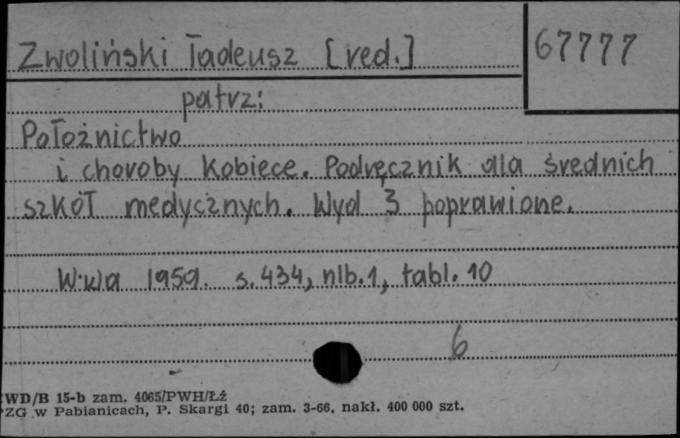 Zwoliński Tadeusz [red.]
67777
patrz:
Położnictwo
i choroby kobiece. Podręcznik dla średnich
szkół medycznych. Wyd 3 poprawione.
W-wa 1959. s. 434, nlb. 1, tabl. 10
6
WD/B 15-b zam. 4065/PWH/Łź
PZG w Pabianicach, P. Skargi 40; zam. 3-66, nakł. 400 000 szt.